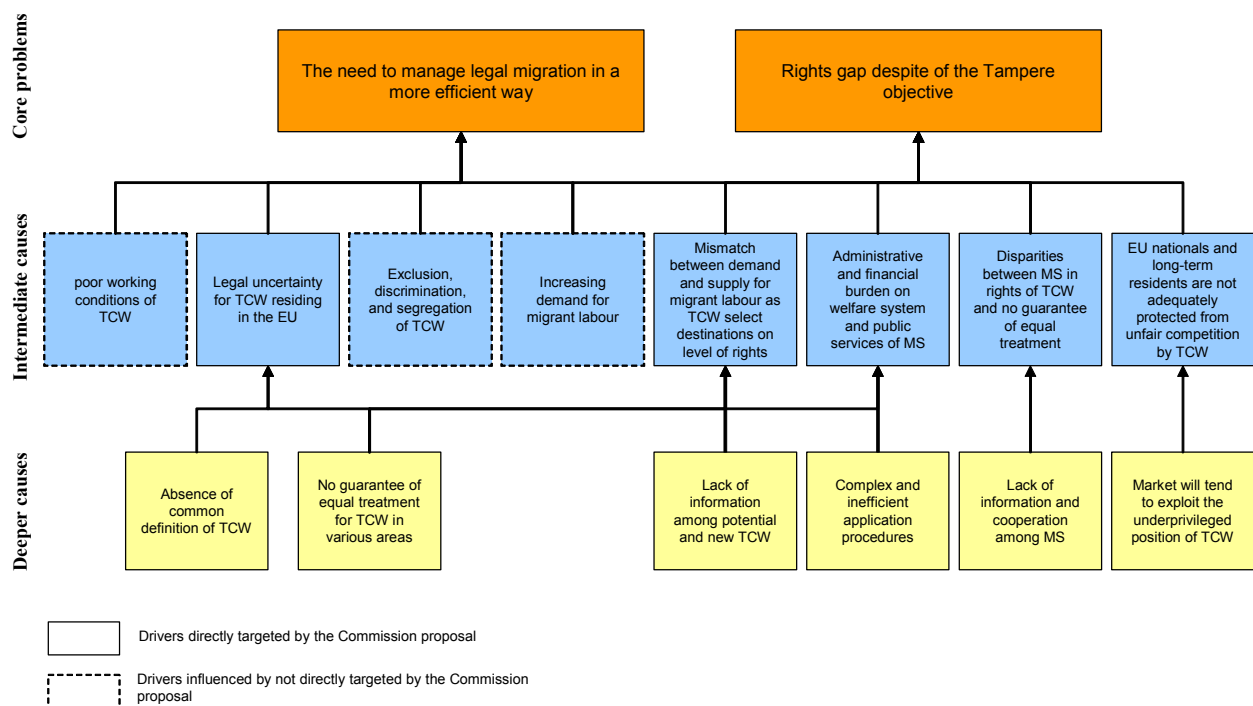 Core problems
The need to manage legal migration in a
more efficient way
Rights gap despite of the Tampere
objective
Intermediate causes
poor working
conditions of
TCW
Legal uncertainty
for TCW residing
in the EU
Exclusion,
discrimination,
and segregation
of TCW
Increasing
demand for
migrant labour
Mismatch
between demand
and supply for
migrant labour as
TCW select
destinations on
level of rights
Administrative
and financial
burden on
welfare system
and public
services of MS
Disparities
between MS in
rights of TCW
and no guarantee
of equal
treatment
EU nationals and
long-term
residents are not
adequately
protected from
unfair competition
by TCW
Deeper causes
Absence of
common
definition of TCW
No guarantee of
equal treatment
for TCW in
various areas
Lack of
information
among potential
and new TCW
Complex and
inefficient
application
procedures
Lack of
information and
cooperation
among MS
Market will tend
to exploit the
underprivileged
position of TCW
Drivers directly targeted by the Commission proposal
Drivers influenced by not directly targeted by the Commission
proposal